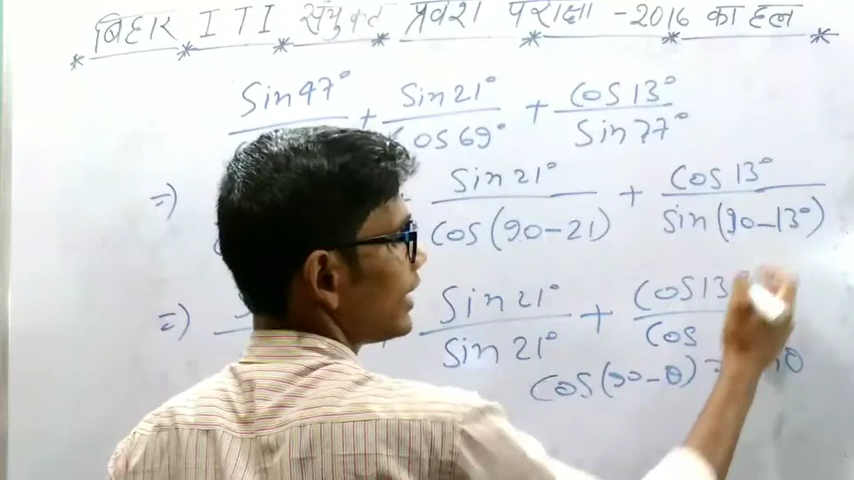 बिहार ITI संयुक्त प्रवेश परीक्षा -2016 का हल
Sin47° + Sin21° / Cos69° + Cos13° / Sin77°
=) Sin21° / Cos(90-21) + Cos13° / Sin(90-13°)
=) Sin21° / Sin21° + Cos13 / Cos
Cos(90-θ) = θ